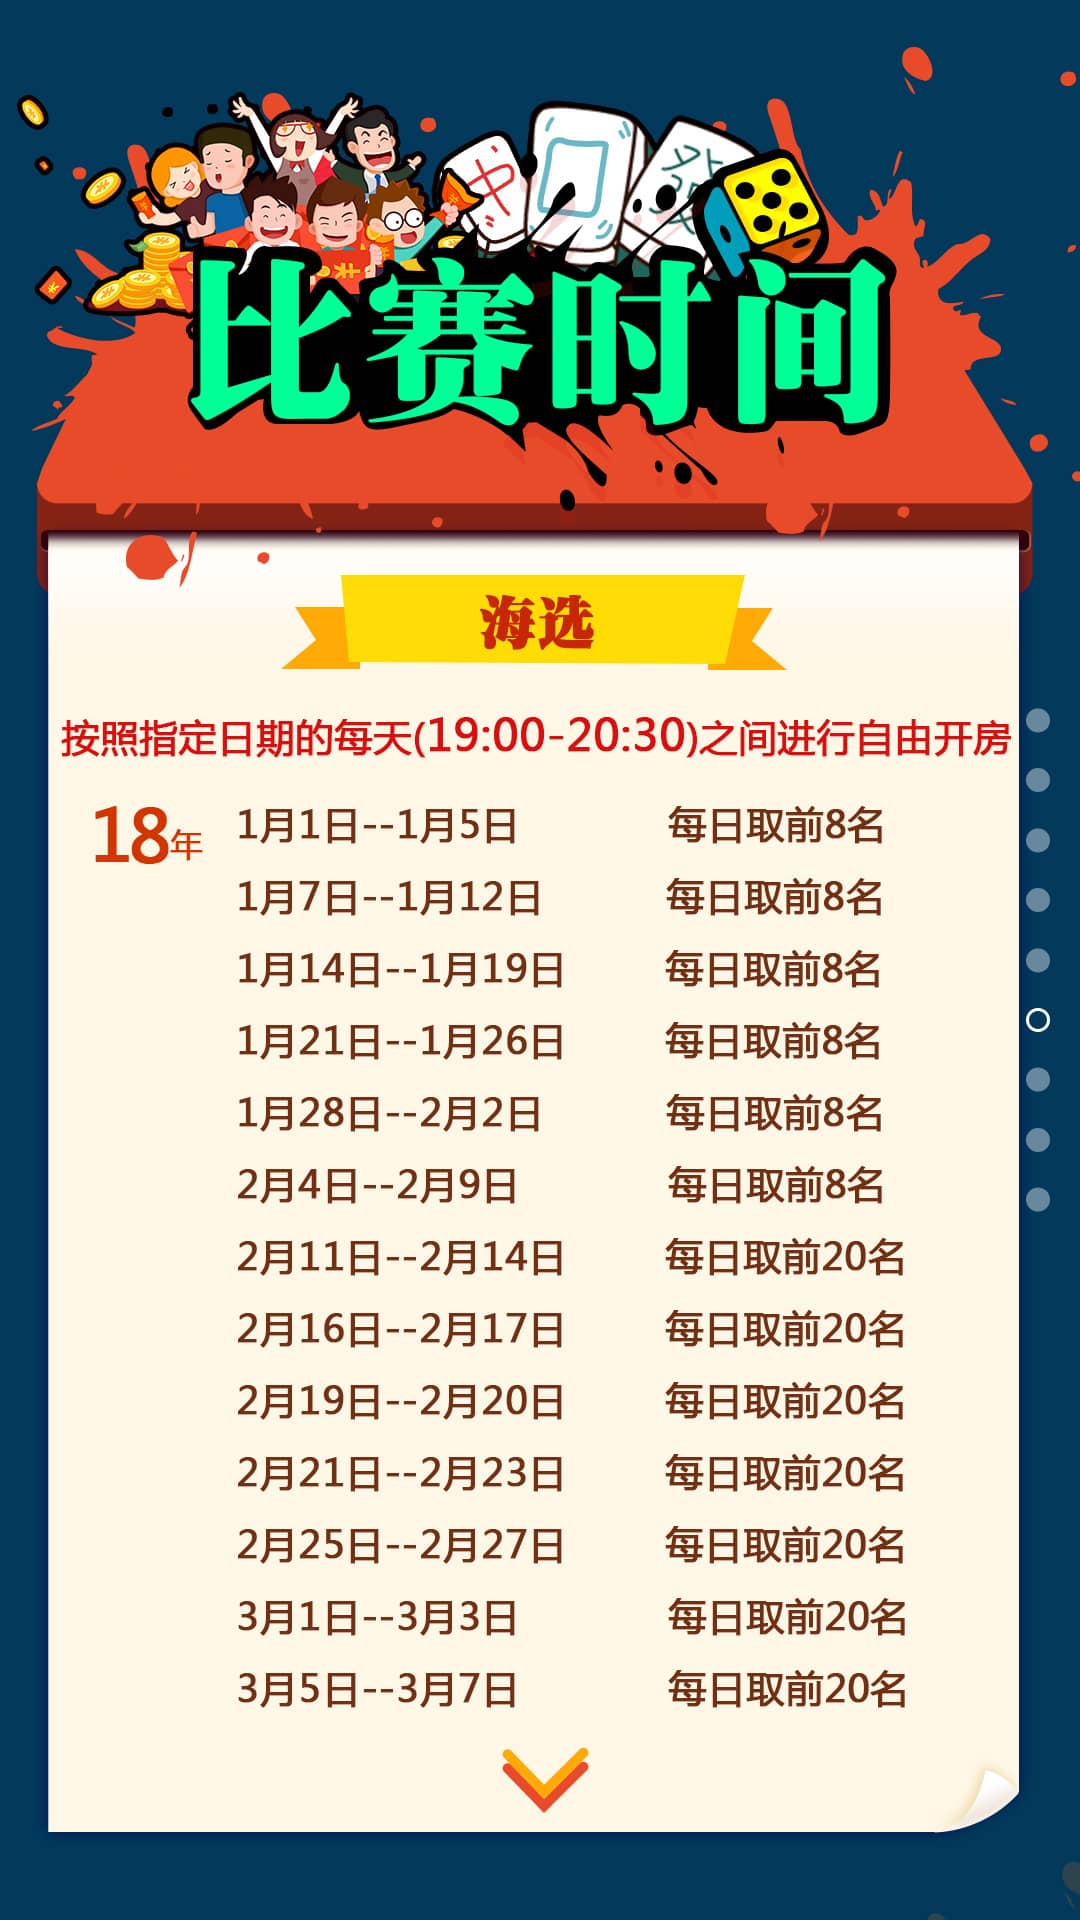 比赛时间
海选
按照指定日期的每天(19:00-20:30)之间进行自由开房
18年 1月1日--1月5日 每日取前8名
1月7日--1月12日 每日取前8名
1月14日--1月19日 每日取前8名
1月21日--1月26日 每日取前8名
1月28日--2月2日 每日取前8名
2月4日--2月9日 每日取前8名
2月11日--2月14日 每日取前20名
2月16日--2月17日 每日取前20名
2月19日--2月20日 每日取前20名
2月21日--2月23日 每日取前20名
2月25日--2月27日 每日取前20名
3月1日--3月3日 每日取前20名
3月5日--3月7日 每日取前20名